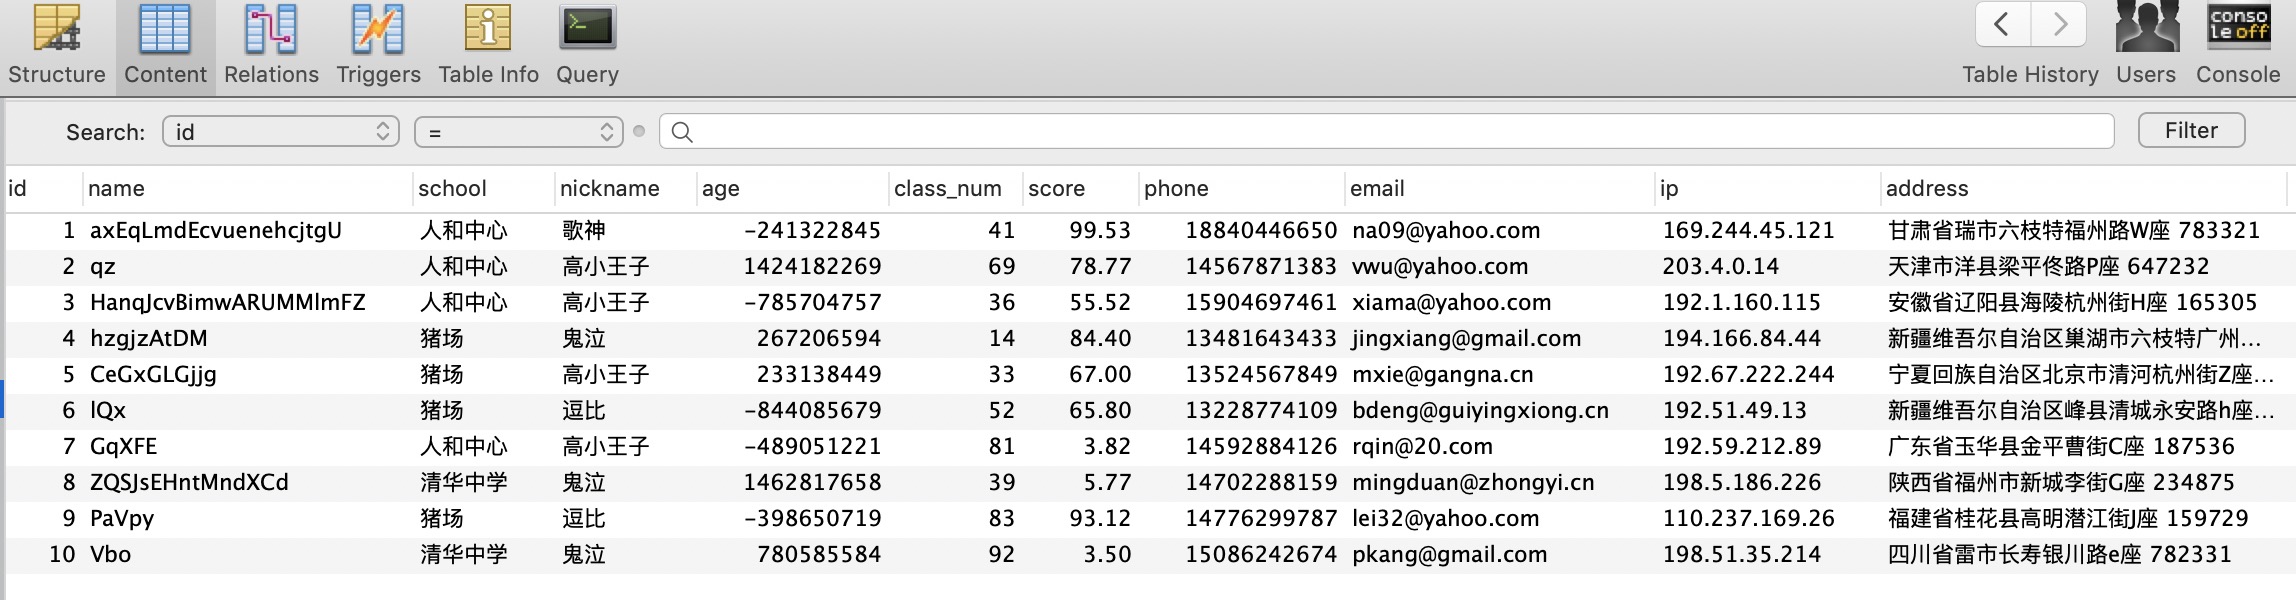 Structure Content Relations Triggers Table Info Query Table History Users Console
conso
le off
Search: id = Filter
id name school nickname age class_num score phone email ip address
1 axEqLmdEcvuenehcjtgU 人和中心 歌神 -241322845 41 99.53 18840446650 na09@yahoo.com 169.244.45.121 甘肃省瑞市六枝特福州路W座 783321
2 qz 人和中心 高小王子 1424182269 69 78.77 14567871383 vwu@yahoo.com 203.4.0.14 天津市洋县梁平佟路P座 647232
3 HanqJcvBimwARUMMlmFZ 人和中心 高小王子 -785704757 36 55.52 15904697461 xiama@yahoo.com 192.1.160.115 安徽省辽阳县海陵杭州街H座 165305
4 hzgjzAtDM 猪场 鬼泣 267206594 14 84.40 13481643433 jingxiang@gmail.com 194.166.84.44 新疆维吾尔自治区巢湖市六枝特广州...
5 CeGxGLGjjg 猪场 高小王子 233138449 33 67.00 13524567849 mxie@gangna.cn 192.67.222.244 宁夏回族自治区北京市清河杭州街Z座...
6 lQx 猪场 逗比 -844085679 52 65.80 13228774109 bdeng@guiyingxiong.cn 192.51.49.13 新疆维吾尔自治区峰县清城永安路h座...
7 GqXFE 人和中心 高小王子 -489051221 81 3.82 14592884126 rqin@20.com 192.59.212.89 广东省玉华县金平曹街C座 187536
8 ZQSJsEHntMndXCd 清华中学 鬼泣 1462817658 39 5.77 14702288159 mingduan@zhongyi.cn 198.5.186.226 陕西省福州市新城李街G座 234875
9 PaVpy 猪场 逗比 -398650719 83 93.12 14776299787 lei32@yahoo.com 110.237.169.26 福建省桂花县高明潜江街J座 159729
10 Vbo 清华中学 鬼泣 780585584 92 3.50 15086242674 pkang@gmail.com 198.51.35.214 四川省雷市长寿银川路e座 782331